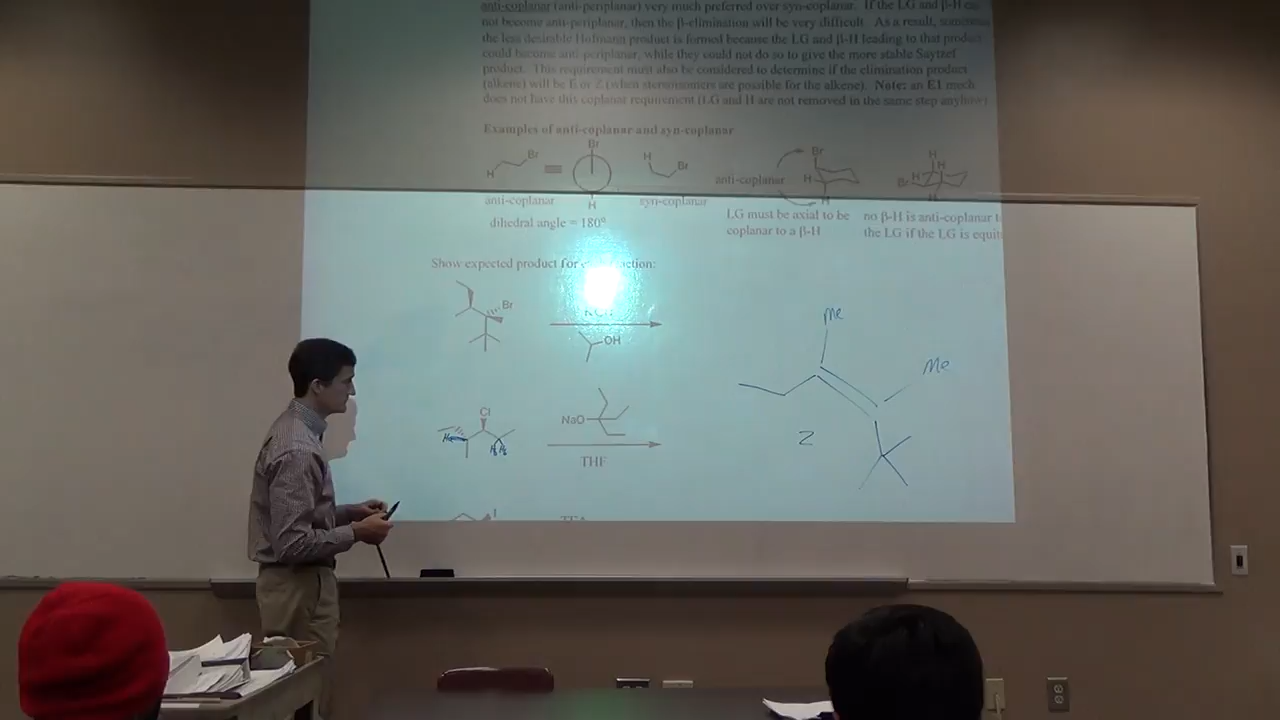 anti-coplanar (anti-periplanar) very much preferred over syn-coplanar. If the LG and β-H can
not become anti-periplanar, then the β-elimination will be very difficult. As a result, sometimes
the less desirable Hofmann product is formed because the LG and β-H leading to that product
could become anti-periplanar, while they could not do so to give the more stable Saytzef
product. This requirement must also be considered to determine if the elimination product
(alkene) will be E or Z (when stereoisomers are possible for the alkene). Note: an E1 mech
does not have this coplanar requirement (LG and H are not removed in the same step anyhow)
Examples of anti-coplanar and syn-coplanar
H Br
Br
H
H Br
anti-coplanar
Br
H
H
H
H
H
Br
anti-coplanar
dihedral angle = 180°
syn-coplanar
LG must be axial to be
coplanar to a β-H
no β-H is anti-coplanar t
the LG if the LG is equit
Show expected product for reaction:
Br
OH
Me
Me
Z
Cl
H
H H
NaO
THF
I